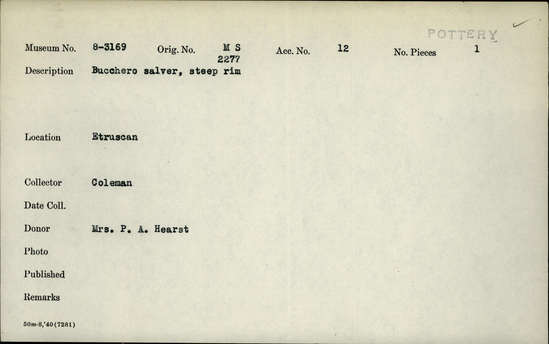 POTTERY
Museum No. 8-3169 Orig. No. M S Acc. No. 12 No. Pieces 1
2277
Description Bucchero salver, steep rim
Location Etruscan
Collector Coleman
Date Coll.
Donor Mrs. P. A. Hearst
Photo
Published
Remarks
50m-8,'40(7281)